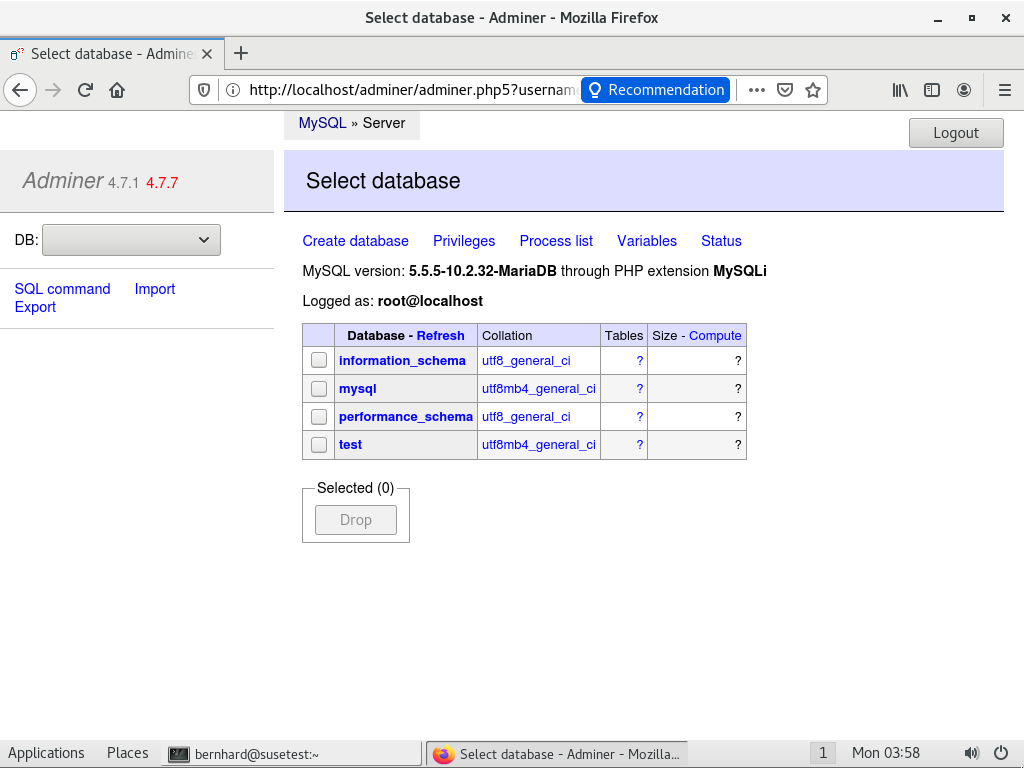 Select database - Adminer - Mozilla Firefox
Select database - Admine
http://localhost/adminer/adminer.php5?usernam Recommendation
MySQL » Server
Logout
Adminer 4.7.1 4.7.7
Select database
DB:
Create database Privileges Process list Variables Status
MySQL version: 5.5.5-10.2.32-MariaDB through PHP extension MySQLi
SQL command Import
Export
Logged as: root@localhost
Database - Refresh Collation Tables Size - Compute
information_schema utf8_general_ci ? ?
mysql utf8mb4_general_ci ? ?
performance_schema utf8_general_ci ? ?
test utf8mb4_general_ci ? ?
Selected (0)
Drop
Applications Places bernhard@susetest:~ Select database - Adminer - Mozilla... 1 Mon 03:58